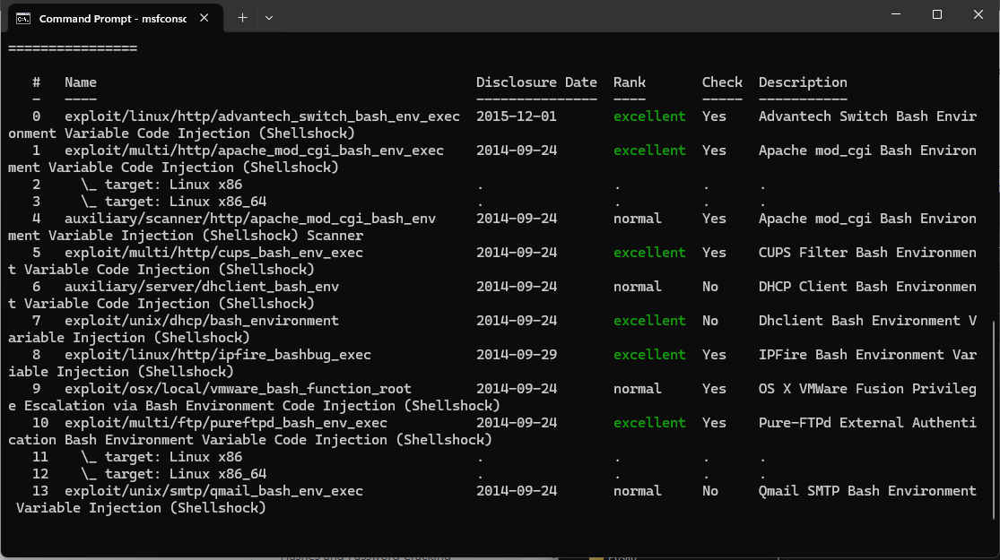 Command Prompt - msfconsc
================
# Name Disclosure Date Rank Check Description
- ---- --------------- ---- ----- -----------
0 exploit/linux/http/advantech_switch_bash_env_exec 2015-12-01 excellent Yes Advantech Switch Bash Envir
onment Variable Code Injection (Shellshock)
1 exploit/multi/http/apache_mod_cgi_bash_env_exec 2014-09-24 excellent Yes Apache mod_cgi Bash Environ
ment Variable Code Injection (Shellshock)
2 \_ target: Linux x86 . . . .
3 \_ target: Linux x86_64 . . . .
4 auxiliary/scanner/http/apache_mod_cgi_bash_env 2014-09-24 normal Yes Apache mod_cgi Bash Environ
ment Variable Injection (Shellshock) Scanner
5 exploit/multi/http/cups_bash_env_exec 2014-09-24 excellent Yes CUPS Filter Bash Environmen
t Variable Code Injection (Shellshock)
6 auxiliary/server/dhclient_bash_env 2014-09-24 normal No DHCP Client Bash Environmen
t Variable Code Injection (Shellshock)
7 exploit/unix/dhcp/bash_environment 2014-09-24 excellent No Dhclient Bash Environment V
ariable Injection (Shellshock)
8 exploit/linux/http/ipfire_bashbug_exec 2014-09-29 excellent Yes IPFire Bash Environment Var
iable Injection (Shellshock)
9 exploit/osx/local/vmware_bash_function_root 2014-09-24 normal Yes OS X VMWare Fusion Privileg
e Escalation via Bash Environment Code Injection (Shellshock)
10 exploit/multi/ftp/pureftpd_bash_env_exec 2014-09-24 excellent Yes Pure-FTPd External Authenti
cation Bash Environment Variable Code Injection (Shellshock)
11 \_ target: Linux x86 . . . .
12 \_ target: Linux x86_64 . . . .
13 exploit/unix/smtp/qmail_bash_env_exec 2014-09-24 normal No Qmail SMTP Bash Environment
Variable Injection (Shellshock)
Hashes and Password Cracking